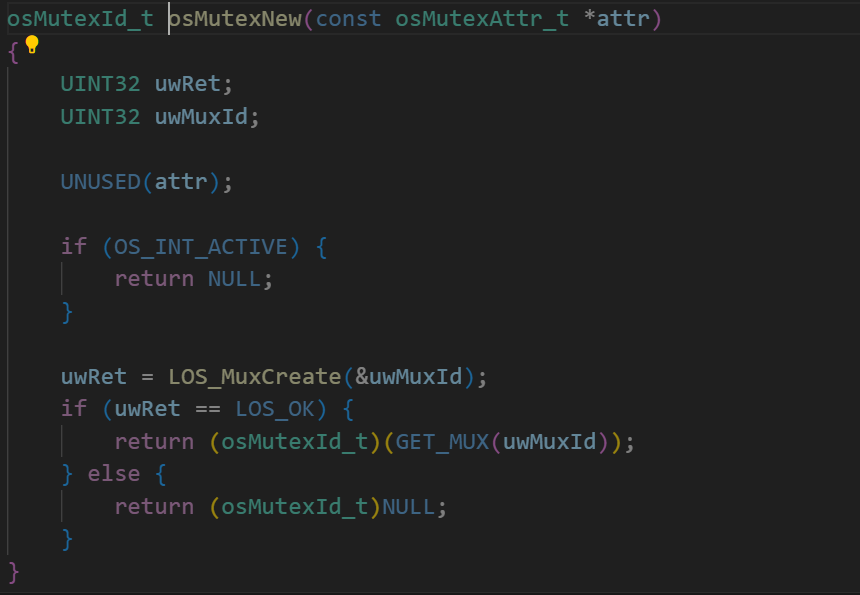 osMutexId_t osMutexNew(const osMutexAttr_t *attr)
{
    UINT32 uwRet;
    UINT32 uwMuxId;

    UNUSED(attr);

    if (OS_INT_ACTIVE) {
        return NULL;
    }

    uwRet = LOS_MuxCreate(&uwMuxId);
    if (uwRet == LOS_OK) {
        return (osMutexId_t)(GET_MUX(uwMuxId));
    } else {
        return (osMutexId_t)NULL;
    }
}